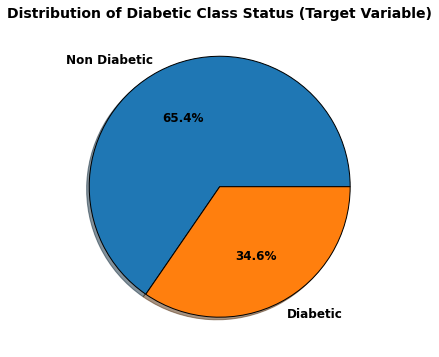 Distribution of Diabetic Class Status (Target Variable)
Non Diabetic
65.4%
34.6%
Diabetic